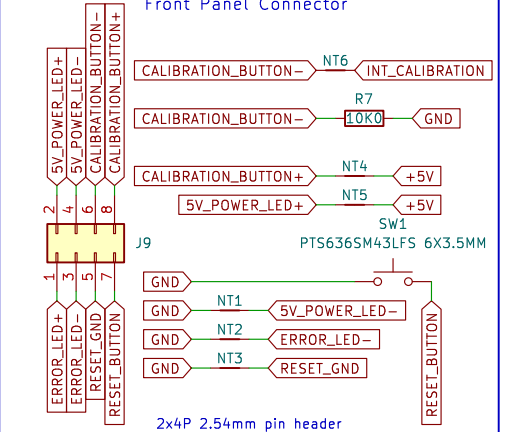 Front Panel Connector
5V_POWER_LED+
5V_POWER_LED-
CALIBRATION_BUTTON-
CALIBRATION_BUTTON+
2
4
6
8
J9
1
3
5
7
ERROR_LED+
ERROR_LED-
RESET_GND
RESET_BUTTON
CALIBRATION_BUTTON- NT6 INT_CALIBRATION
R7
CALIBRATION_BUTTON- 10K0 GND
CALIBRATION_BUTTON+ NT4 +5V
5V_POWER_LED+ NT5 +5V
SW1
PTS636SM43LFS 6X3.5MM
GND
GND NT1 5V_POWER_LED-
GND NT2 ERROR_LED-
GND NT3 RESET_GND
RESET_BUTTON
2x4P 2.54mm pin header